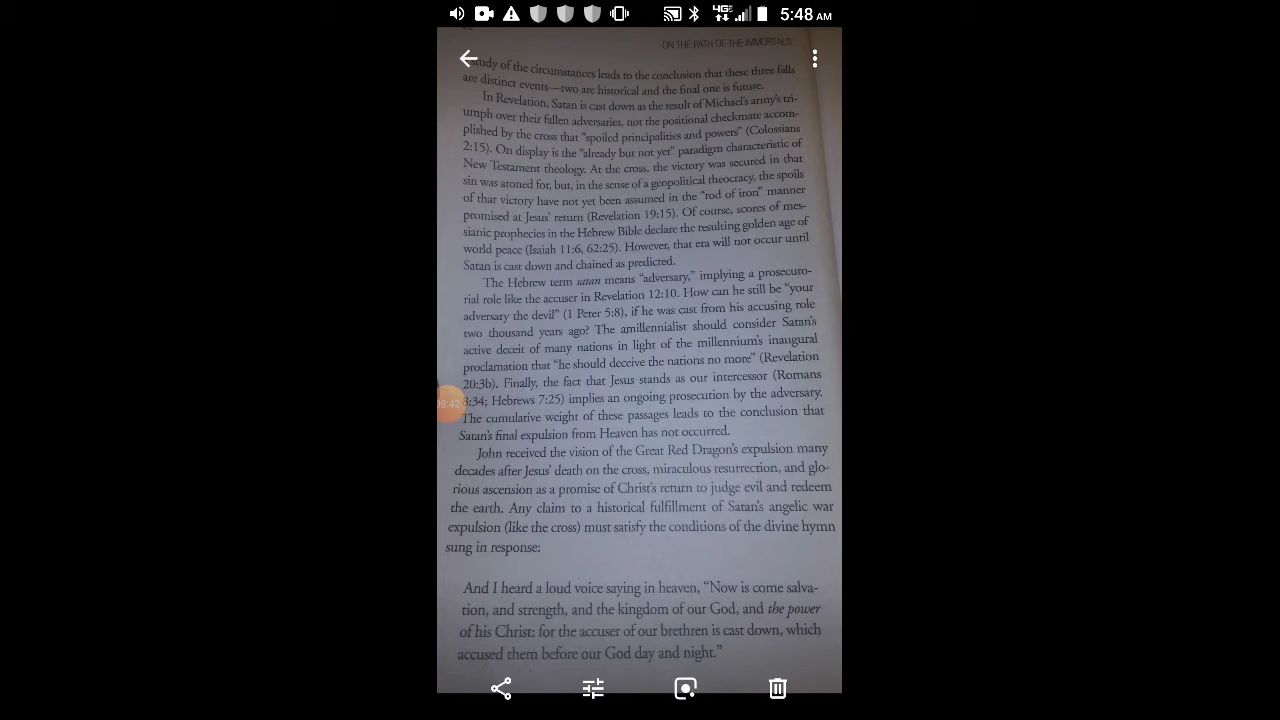 5:48 AM
ON THE PATH OF THE IMMORTALS
study of the circumstances leads to the conclusion that these three falls
are distinct events—two are historical and the final one is future.
In Revelation, Satan is cast down as the result of Michael's army's tri-
umph over their fallen adversaries, not the positional checkmate accom-
plished by the cross that "spoiled principalities and powers" (Colossians
2:15). On display is the "already but not yet" paradigm characteristic of
New Testament theology. At the cross, the victory was secured in that
sin was atoned for, but, in the sense of a geopolitical theocracy, the spoils
of that victory have not yet been assumed in the "rod of iron" manner
promised at Jesus' return (Revelation 19:15). Of course, scores of mes-
sianic prophecies in the Hebrew Bible declare the resulting golden age of
world peace (Isaiah 11:6, 62:25). However, that era will not occur until
Satan is cast down and chained as predicted.
The Hebrew term satan means "adversary," implying a prosecuto-
rial role like the accuser in Revelation 12:10. How can he still be "your
adversary the devil" (1 Peter 5:8), if he was cast from his accusing role
two thousand years ago? The amillennialist should consider Satan's
active deceit of many nations in light of the millennium's inaugural
proclamation that "he should deceive the nations no more" (Revelation
20:3b). Finally, the fact that Jesus stands as our intercessor (Romans
8:34; Hebrews 7:25) implies an ongoing prosecution by the adversary.
The cumulative weight of these passages leads to the conclusion that
Satan's final expulsion from Heaven has not occurred.
John received the vision of the Great Red Dragon's expulsion many
decades after Jesus' death on the cross, miraculous resurrection, and glo-
rious ascension as a promise of Christ's return to judge evil and redeem
the earth. Any claim to a historical fulfillment of Satan's angelic war
expulsion (like the cross) must satisfy the conditions of the divine hymn
sung in response:
And I heard a loud voice saying in heaven, "Now is come salva-
tion, and strength, and the kingdom of our God, and the power
of his Christ: for the accuser of our brethren is cast down, which
accused them before our God day and night."